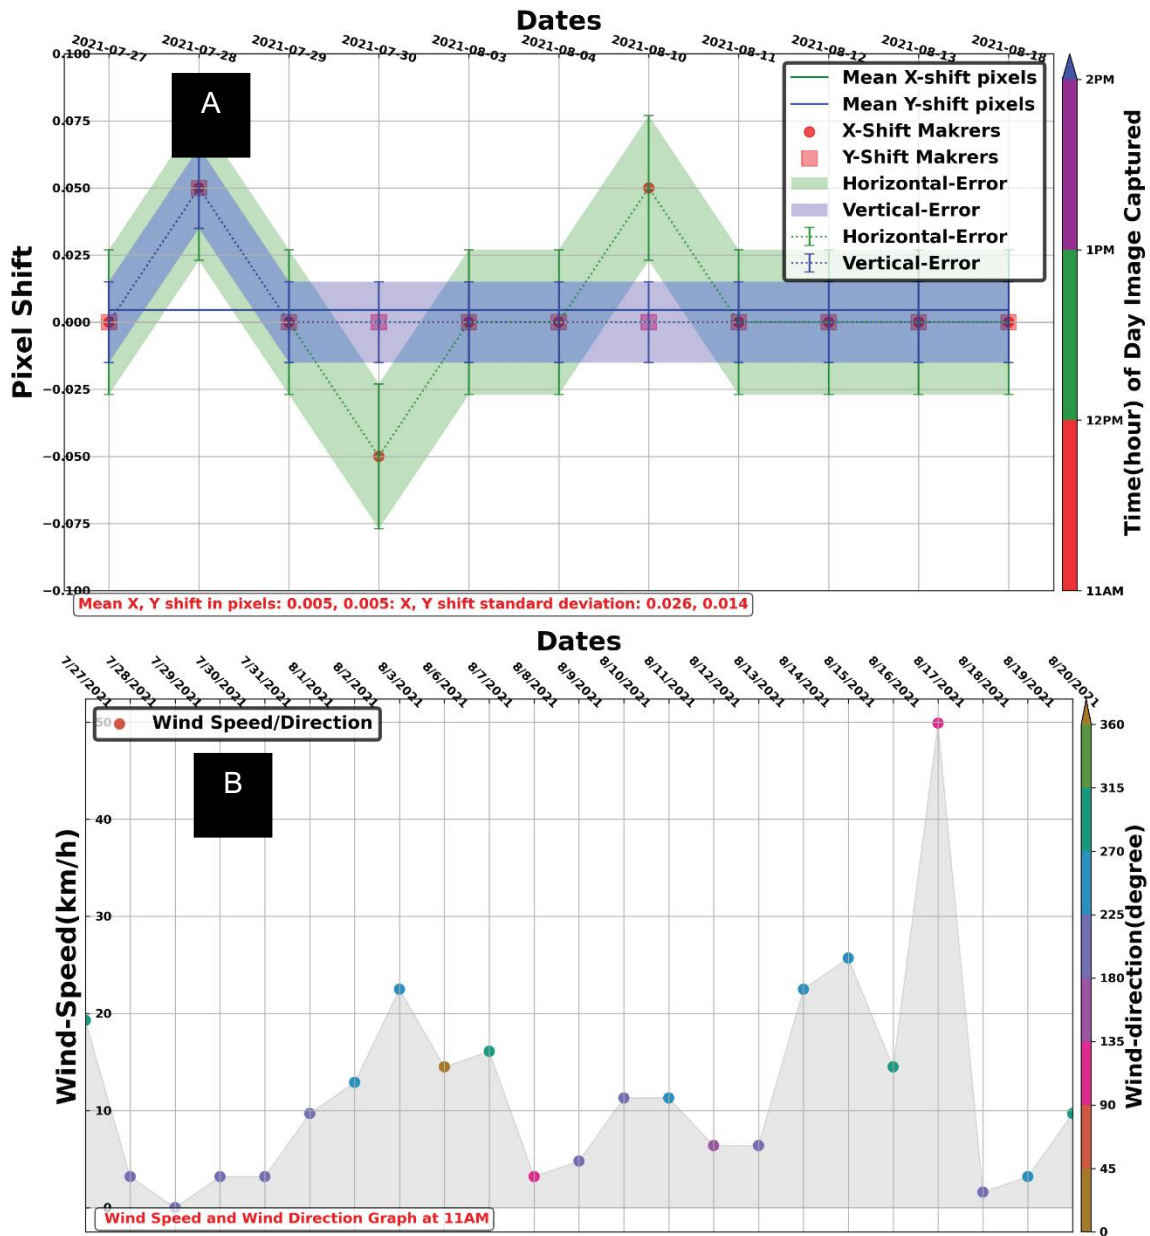 Dates
2021-07-27 2021-07-28 2021-07-29 2021-07-30 2021-08-03 2021-08-04 2021-08-10 2021-08-11 2021-08-12 2021-08-13 2021-08-18
A
Mean X-shift pixels
Mean Y-shift pixels
X-Shift Makrers
Y-Shift Makrers
Horizontal-Error
Vertical-Error
Horizontal-Error
Vertical-Error
Pixel Shift
0.100
0.075
0.050
0.025
0.000
−0.025
−0.050
−0.075
−0.100
2PM
1PM
12PM
11AM
Time(hour) of Day Image Captured
Mean X, Y shift in pixels: 0.005, 0.005: X, Y shift standard deviation: 0.026, 0.014
Dates
7/27/2021 7/28/2021 7/29/2021 7/30/2021 7/31/2021 8/1/2021 8/2/2021 8/3/2021 8/6/2021 8/7/2021 8/8/2021 8/9/2021 8/10/2021 8/11/2021 8/12/2021 8/13/2021 8/14/2021 8/15/2021 8/16/2021 8/17/2021 8/18/2021 8/19/2021 8/20/2021
Wind Speed/Direction
B
Wind-Speed(km/h)
50
40
30
20
10
0
360
315
270
225
180
135
90
45
0
Wind-direction(degree)
Wind Speed and Wind Direction Graph at 11AM